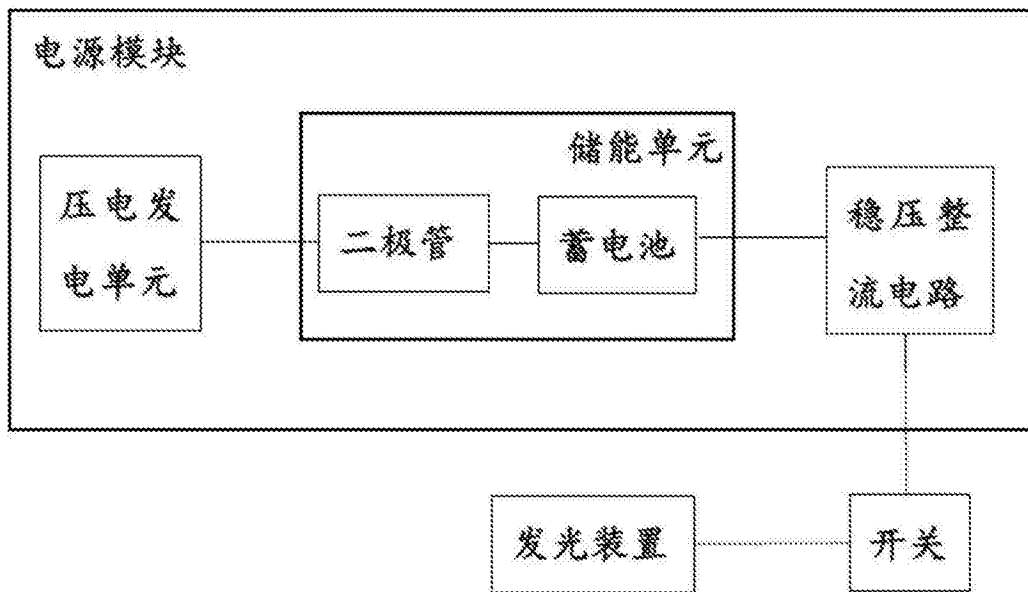 电源模块
储能单元
压电发
电单元
二极管
蓄电池
稳压整
流电路
发光装置
开关